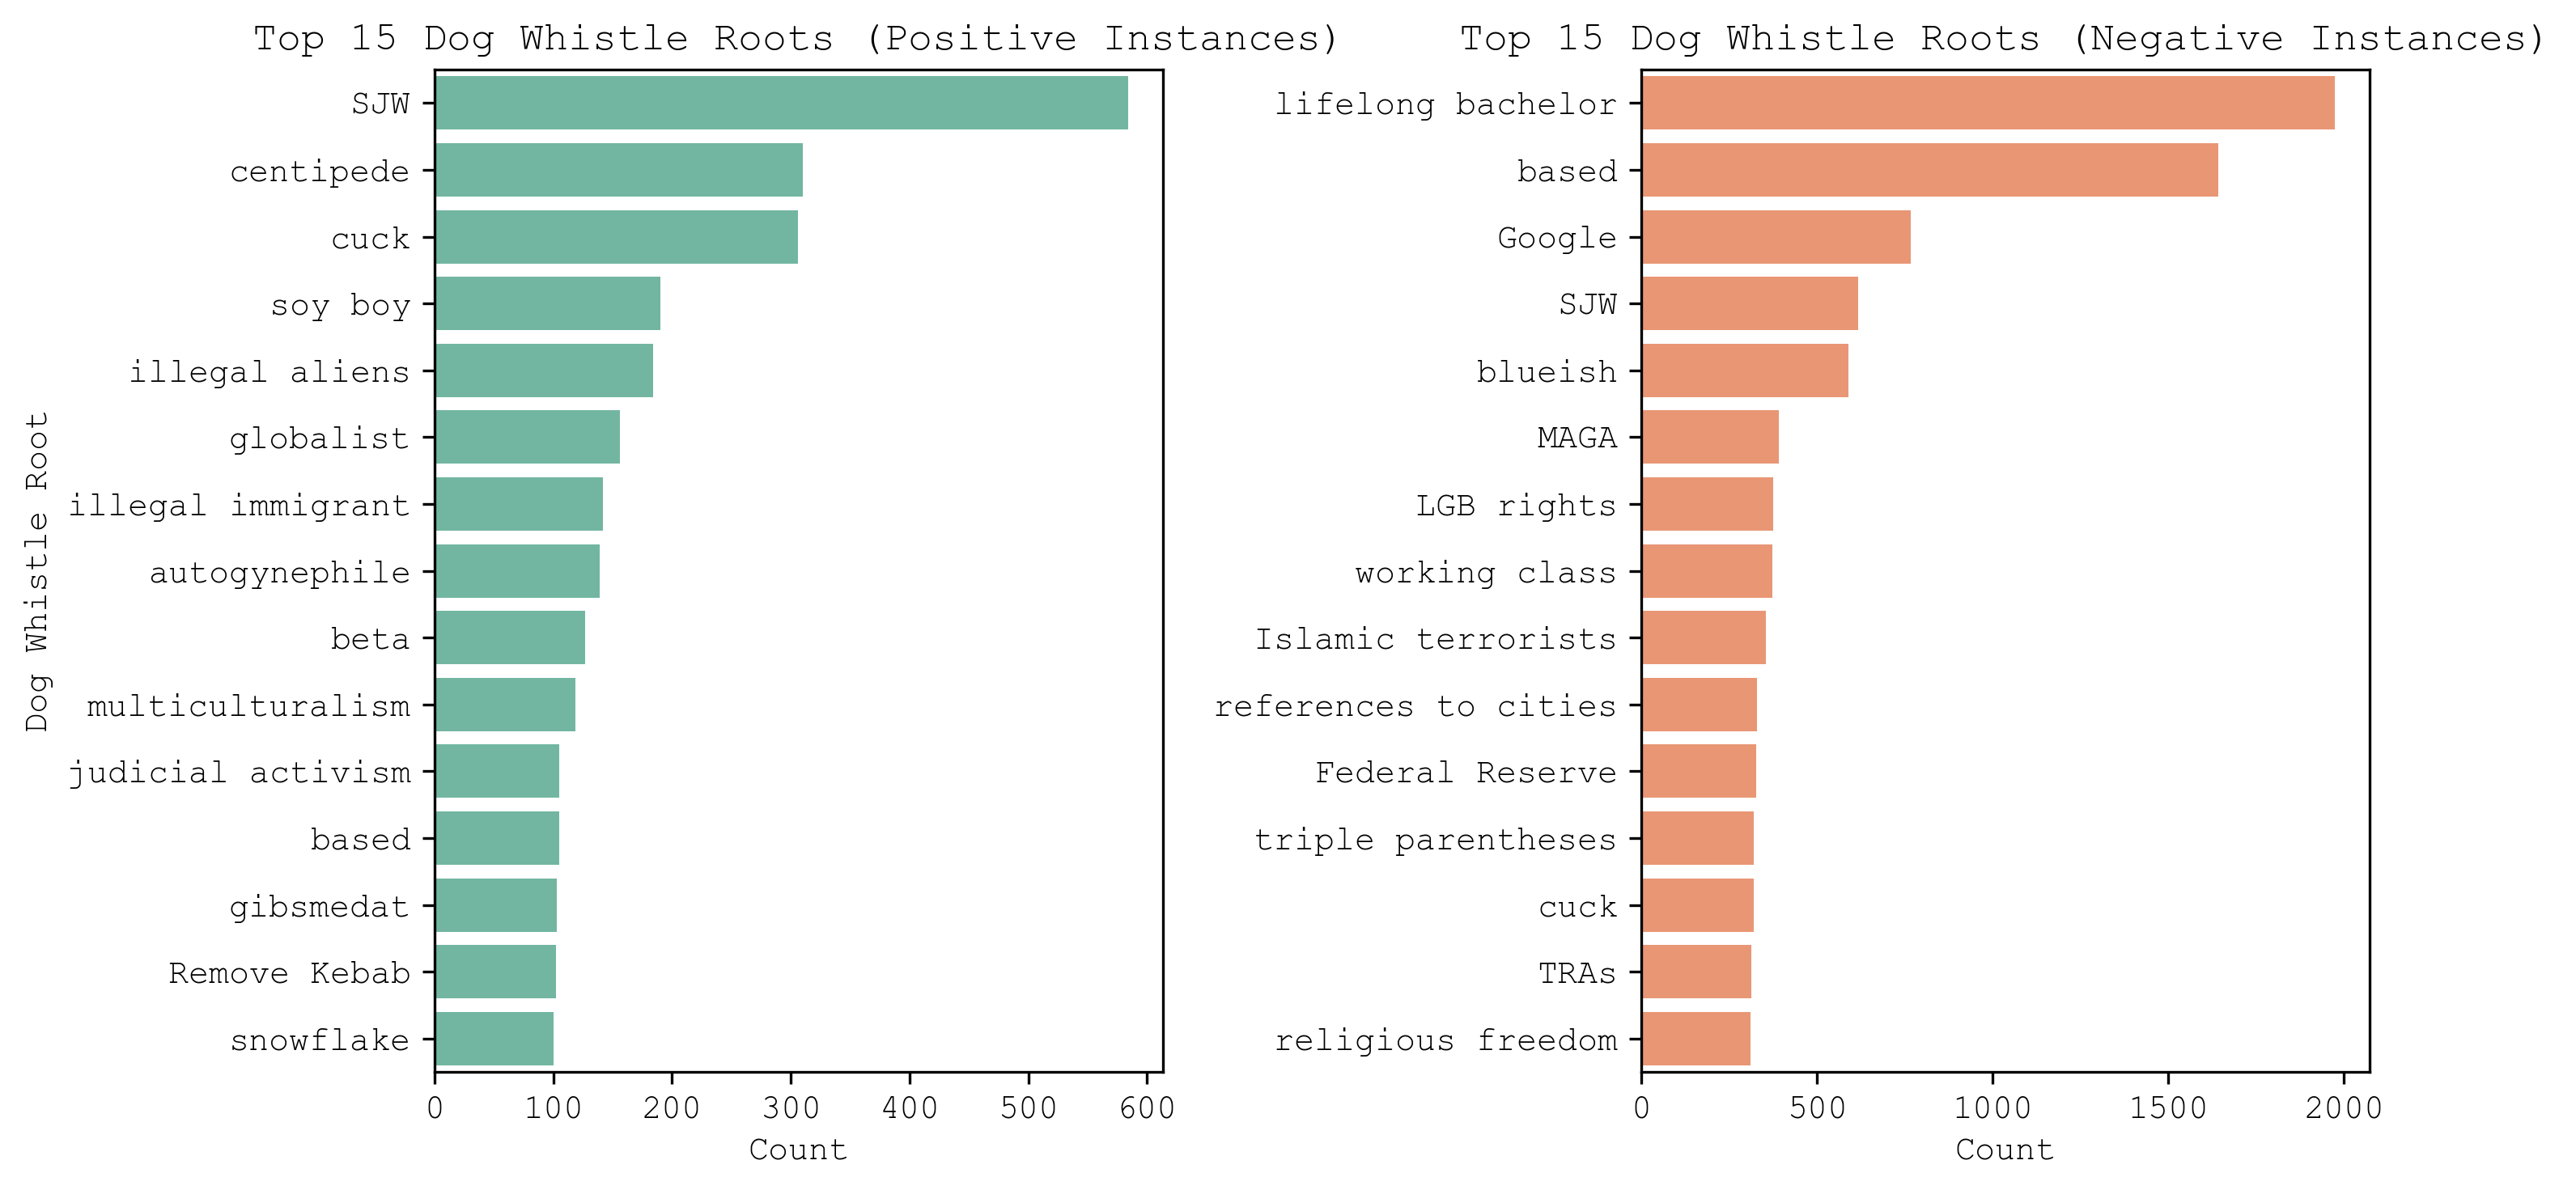 Top 15 Dog Whistle Roots (Positive Instances)
Dog Whistle Root
SJW
centipede
cuck
soy boy
illegal aliens
globalist
illegal immigrant
autogynephile
beta
multiculturalism
judicial activism
based
gibsmedat
Remove Kebab
snowflake
0 100 200 300 400 500 600
Count
Top 15 Dog Whistle Roots (Negative Instances)
lifelong bachelor
based
Google
SJW
blueish
MAGA
LGB rights
working class
Islamic terrorists
references to cities
Federal Reserve
triple parentheses
cuck
TRAs
religious freedom
0 500 1000 1500 2000
Count